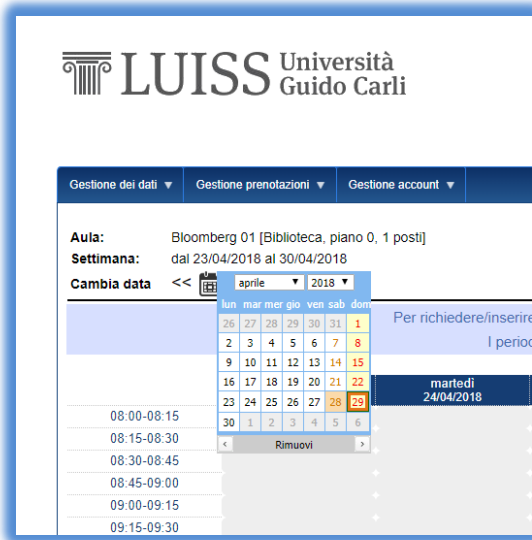 LUISS Università
Guido Carli
Gestione dei dati ▼ Gestione prenotazioni ▼ Gestione account ▼
Aula: Bloomberg 01 [Biblioteca, piano 0, 1 posti]
Settimana: dal 23/04/2018 al 30/04/2018
Cambia data <<
aprile ▼ 2018 ▼
lun mar mer gio ven sab dom
26 27 28 29 30 31 1
2 3 4 5 6 7 8
9 10 11 12 13 14 15
16 17 18 19 20 21 22
23 24 25 26 27 28 29
30 1 2 3 4 5 6
‹ Rimuovi ›
Per richiedere/inserire
I period
martedì
24/04/2018
08:00-08:15
08:15-08:30
08:30-08:45
08:45-09:00
09:00-09:15
09:15-09:30